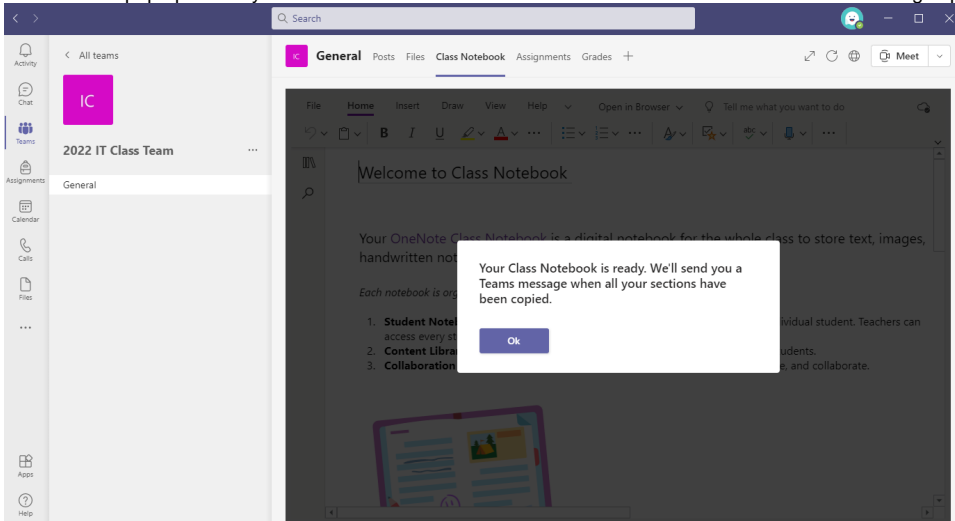 Search
Activity
Chat
Teams
Assignments
Calendar
Calls
Files
Apps
Help
All teams
IC
2022 IT Class Team
General
IC General Posts Files Class Notebook Assignments Grades
Meet
File Home Insert Draw View Help Open in Browser Tell me what you want to do
B I U A abc
Welcome to Class Notebook
Your OneNote Class Notebook is a digital notebook for the whole class to store text, images,
handwritten not
Each notebook is org
1. Student Noteb ividual student. Teachers can
access every st
2. Content Libra udents.
3. Collaboration e, and collaborate.
Your Class Notebook is ready. We'll send you a
Teams message when all your sections have
been copied.
Ok